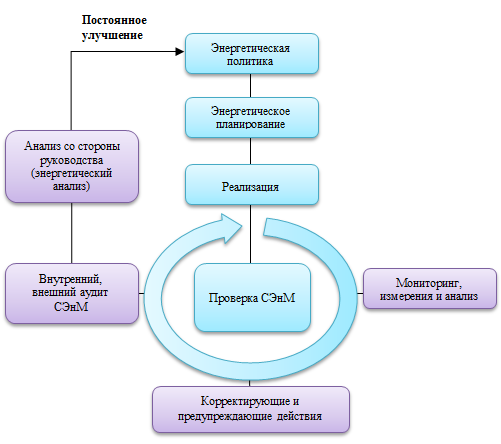 Постоянное
улучшение
Энергетическая
политика
Энергетическое
планирование
Анализ со стороны
руководства
(энергетический
анализ)
Реализация
Внутренний,
внешний аудит
СЭнМ
Проверка СЭнМ
Мониторинг,
измерения и анализ
Корректирующие и
предупреждающие действия